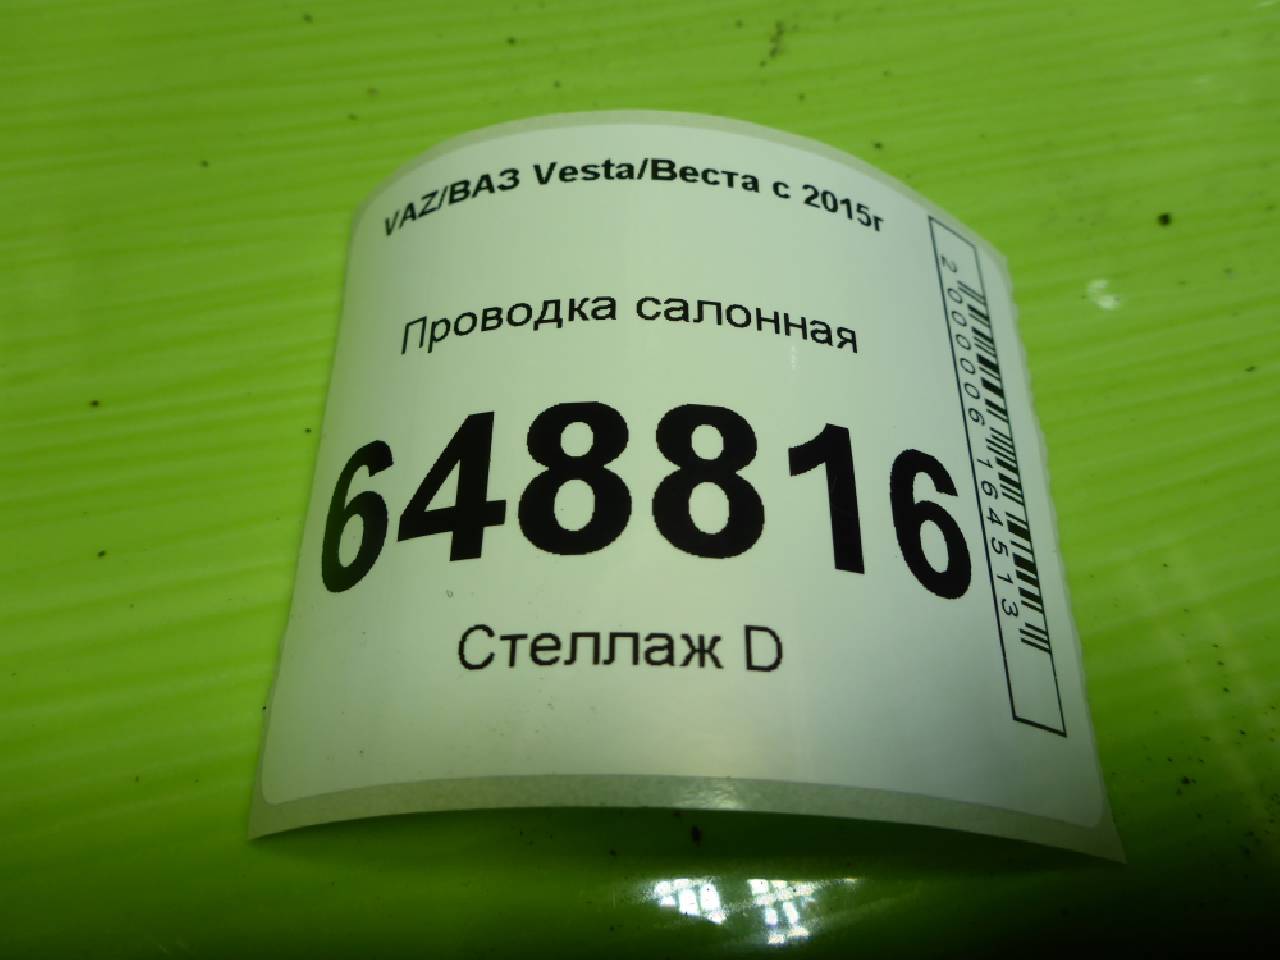 VAZ/ВАЗ Vesta/Веста с 2015г
Проводка салонная
648816
Стеллаж D
2000006164513